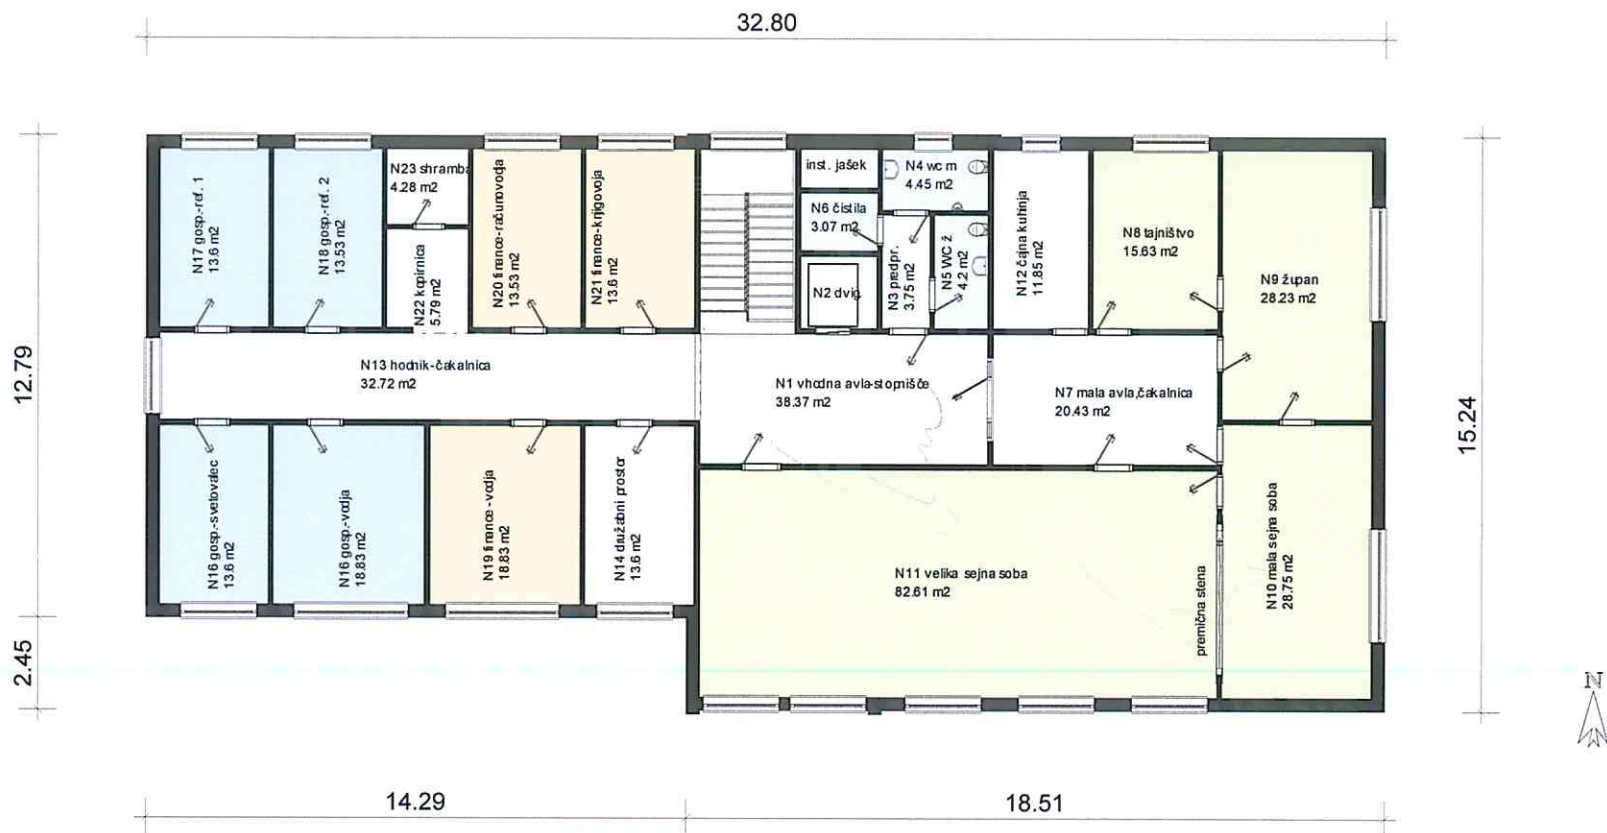 32.80
N17 gosp.-ref. 1
13.6 m2
N18 gosp.-ref. 2
13.53 m2
N23 shramba
4.28 m2
N22 kopirnica
5.79 m2
N20 finance-računovodja
13.53 m2
N21 finance-knjigovoja
13.6 m2
inst. jašek
N6 čistila
3.07 m2
N2 dvig.
N4 wc m
4.45 m2
N3 predpr.
3.75 m2
N5 WC ž
4.2 m2
N12 čajna kuhnja
11.85 m2
N8 tajništvo
15.63 m2
N9 župan
28.23 m2
12.79
N13 hodnik-čakalnica
32.72 m2
N1 vhodna avla-stopnišče
38.37 m2
N7 mala avla,čakalnica
20.43 m2
15.24
N16 gosp.-svetovalec
13.6 m2
N16 gosp.-vodja
18.83 m2
N19 finance-vodja
18.83 m2
N14 družabni prostor
13.6 m2
N11 velika sejna soba
82.61 m2
premična stena
N10 mala sejna soba
28.75 m2
2.45
N
14.29
18.51